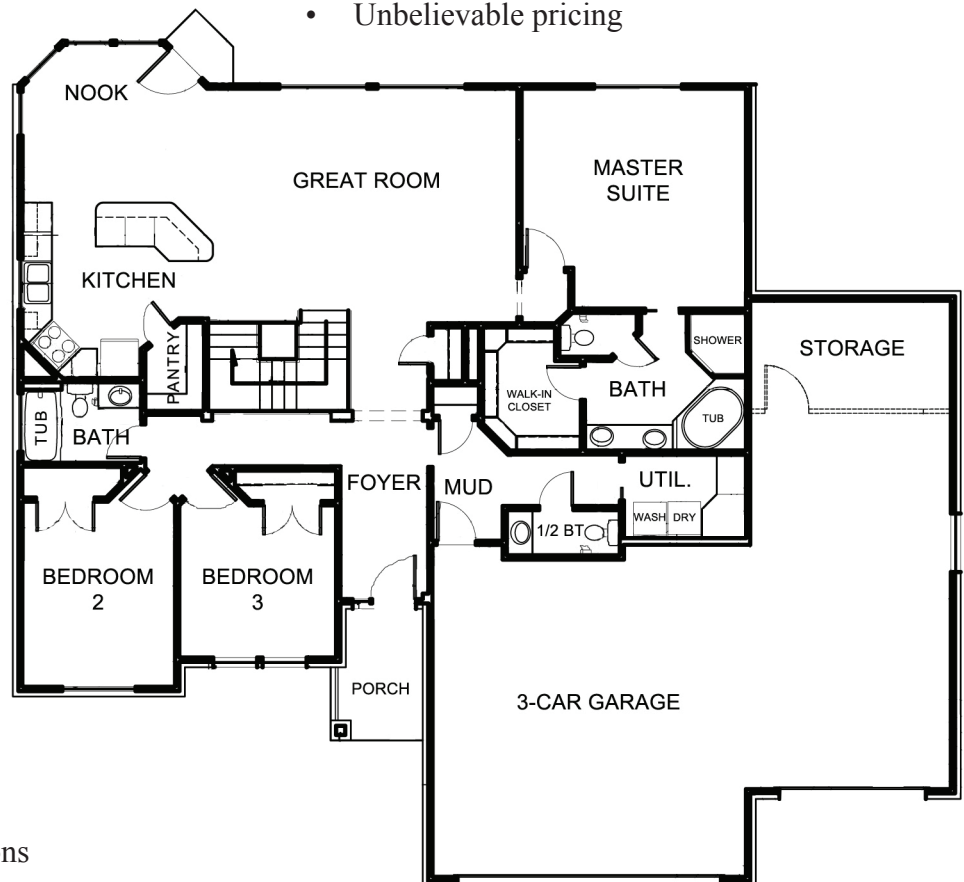 • Unbelievable pricing
NOOK
GREAT ROOM
MASTER
SUITE
KITCHEN
PANTRY
SHOWER
STORAGE
WALK-IN
CLOSET
BATH
TUB
TUB
BATH
FOYER
MUD
UTIL.
WASH
DRY
1/2 BT
BEDROOM
2
BEDROOM
3
PORCH
3-CAR GARAGE
ns